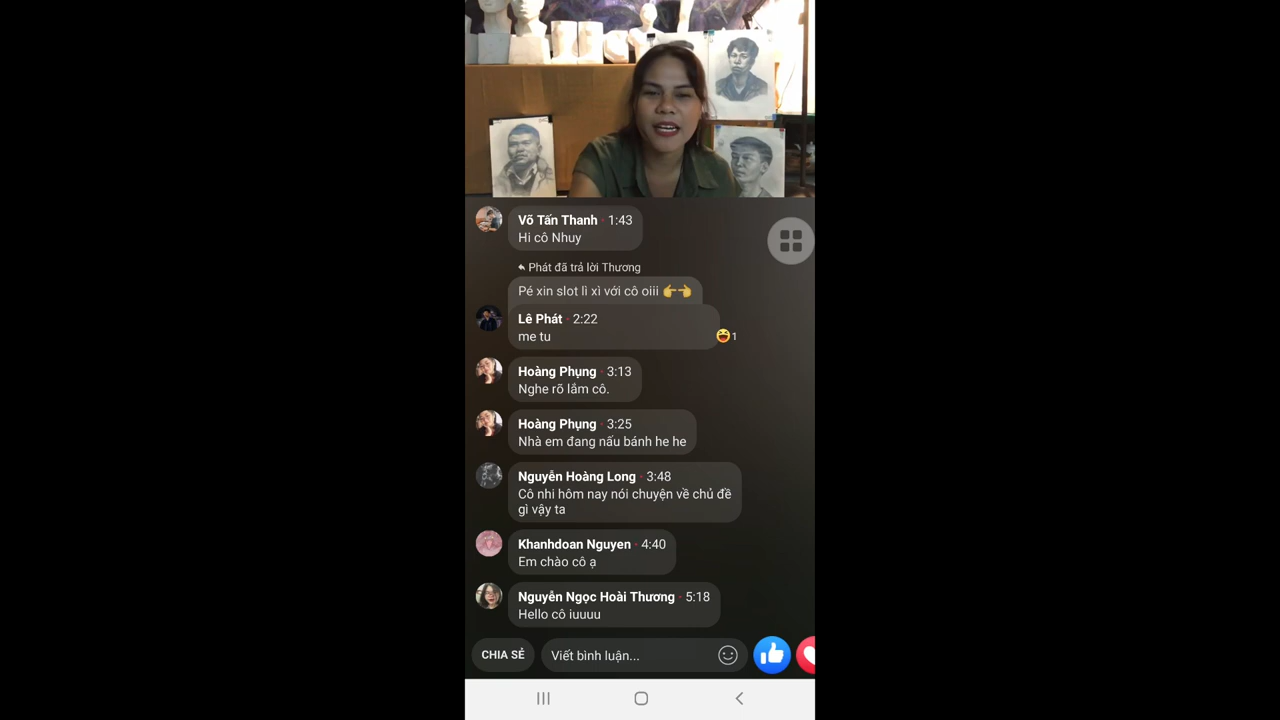 Võ Tấn Thanh · 1:43
Hi cô Nhuy
Phát đã trả lời Thương
Pé xin slot lì xì với cô oiii 👉👈
Lê Phát · 2:22
me tu
😆 1
Hoàng Phụng · 3:13
Nghe rõ lắm cô.
Hoàng Phụng · 3:25
Nhà em đang nấu bánh he he
Nguyễn Hoàng Long · 3:48
Cô nhi hôm nay nói chuyện về chủ đề
gì vậy ta
Khanhdoan Nguyen · 4:40
Em chào cô ạ
Nguyễn Ngọc Hoài Thương · 5:18
Hello cô iuuuu
CHIA SẺ
Viết bình luận...